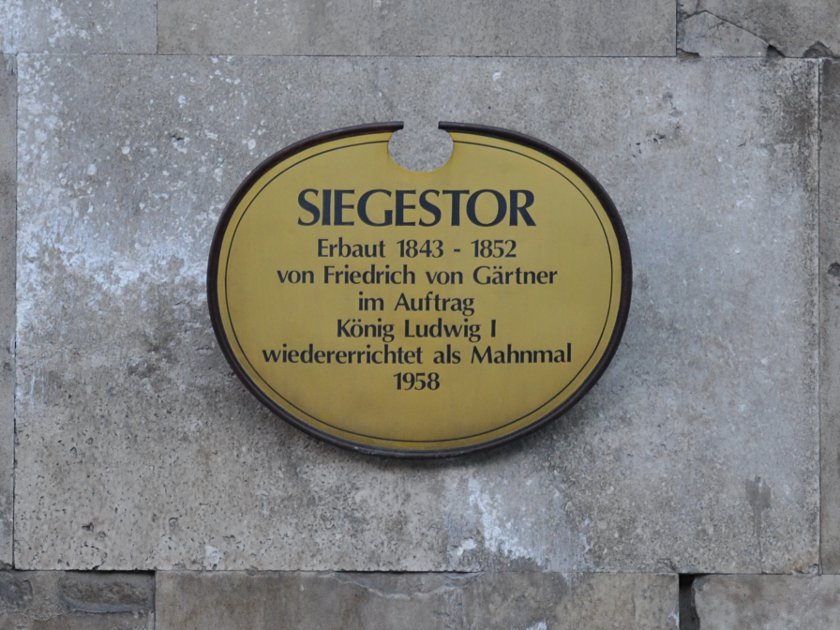 SIEGESTOR
Erbaut 1843 - 1852
von Friedrich von Gärtner
im Auftrag
König Ludwig I
wiedererrichtet als Mahnmal
1958